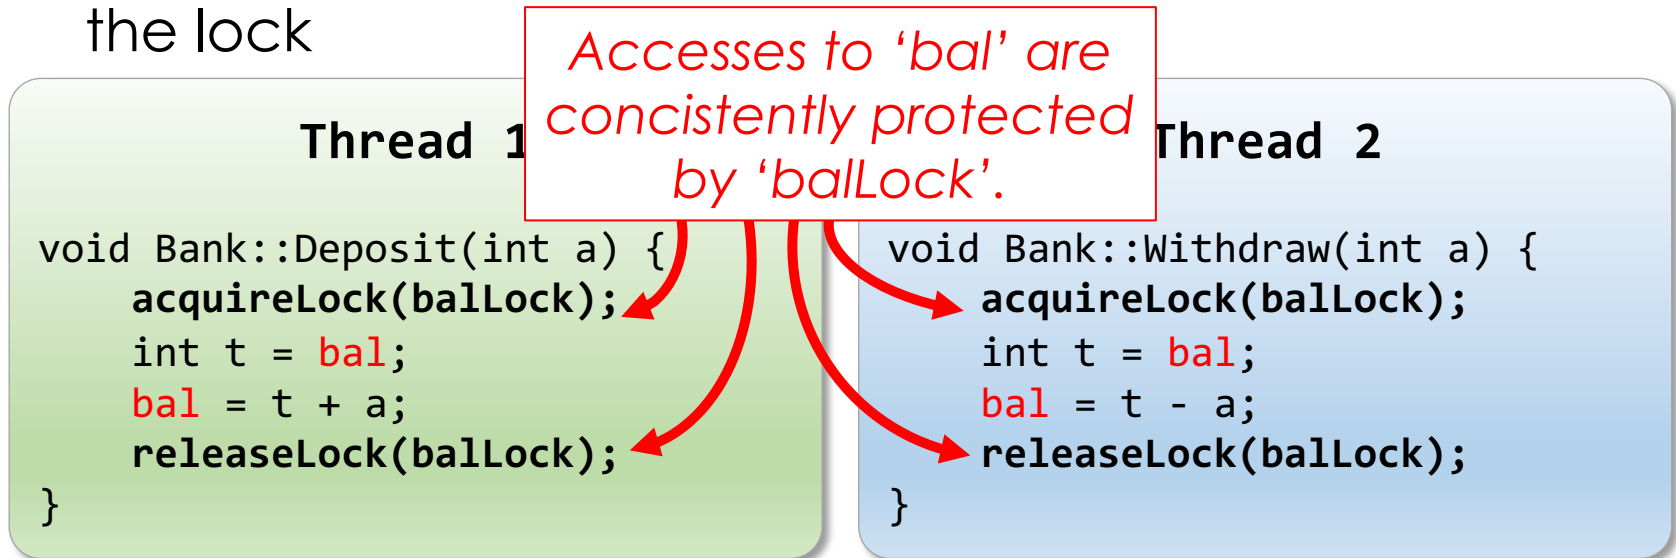 the lock
Accesses to ‘bal’ are
concistently protected
by ‘balLock’.
Thread 1
void Bank::Deposit(int a) {
acquireLock(balLock);
int t = bal;
bal = t + a;
releaseLock(balLock);
}
Thread 2
void Bank::Withdraw(int a) {
acquireLock(balLock);
int t = bal;
bal = t - a;
releaseLock(balLock);
}